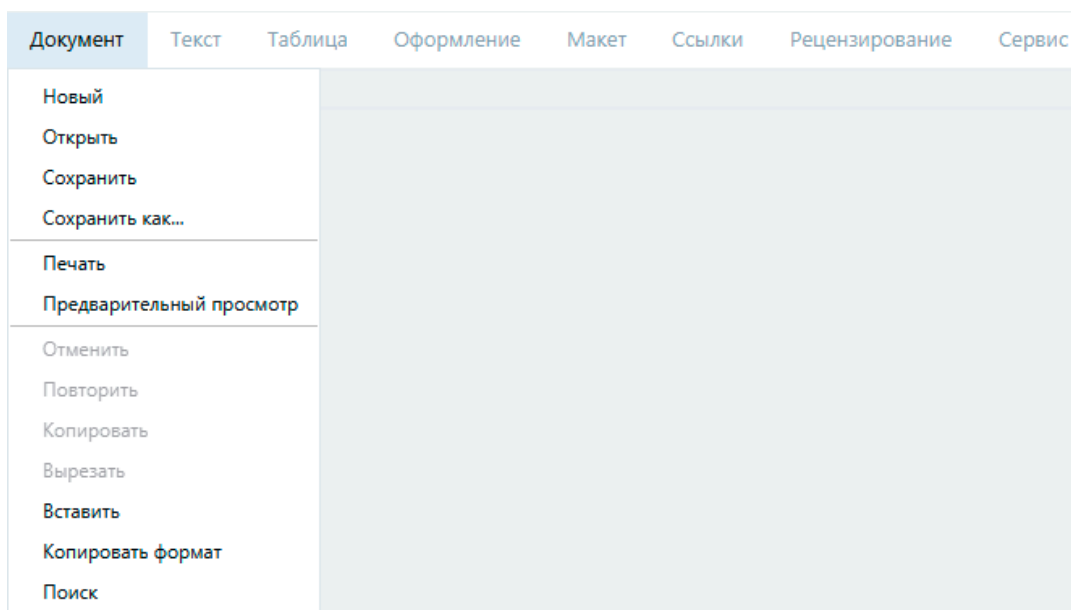 Документ Текст Таблица Оформление Макет Ссылки Рецензирование Сервис
Новый
Открыть
Сохранить
Сохранить как...
Печать
Предварительный просмотр
Отменить
Повторить
Копировать
Вырезать
Вставить
Копировать формат
Поиск